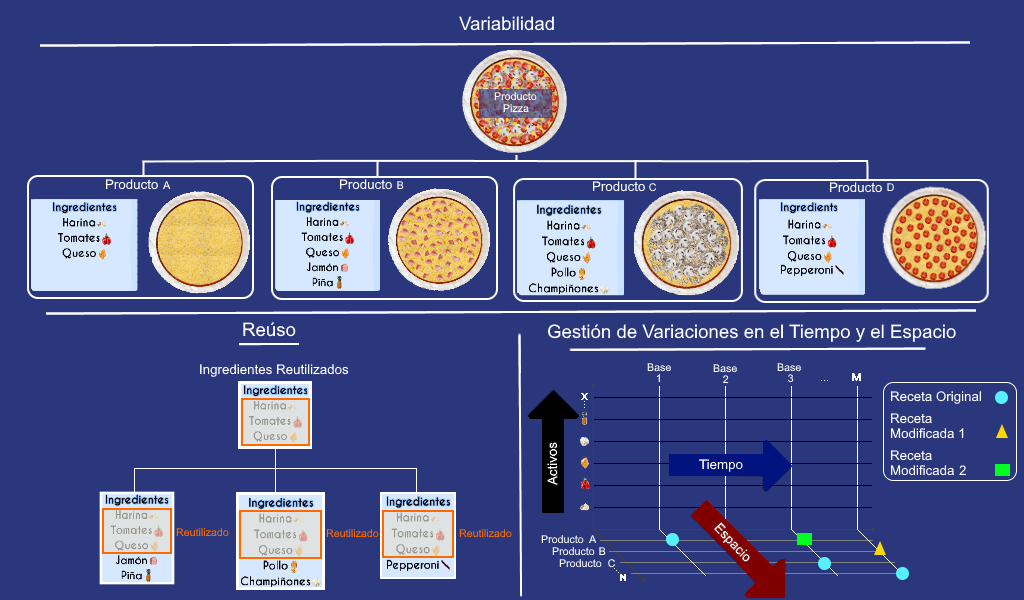 Variabilidad
Producto
Pizza
Producto A
Ingredientes
Harina
Tomates
Queso
Producto B
Ingredientes
Harina
Tomates
Queso
Jamón
Piña
Producto C
Ingredientes
Harina
Tomates
Queso
Pollo
Champiñones
Producto D
Ingredients
Harina
Tomates
Queso
Pepperoni
Reúso
Ingredientes Reutilizados
Ingredientes
Harina
Tomates
Queso
Ingredientes
Harina
Tomates
Queso
Jamón
Piña
Reutilizado
Ingredientes
Harina
Tomates
Queso
Pollo
Champiñones
Reutilizado
Ingredientes
Harina
Tomates
Queso
Pepperoni
Reutilizado
Gestión de Variaciones en el Tiempo y el Espacio
Base
1
Base
2
Base
3
...
M
X
Activos
Tiempo
Espacio
Producto A
Producto B
Producto C
N
Receta Original
Receta
Modificada 1
Receta
Modificada 2